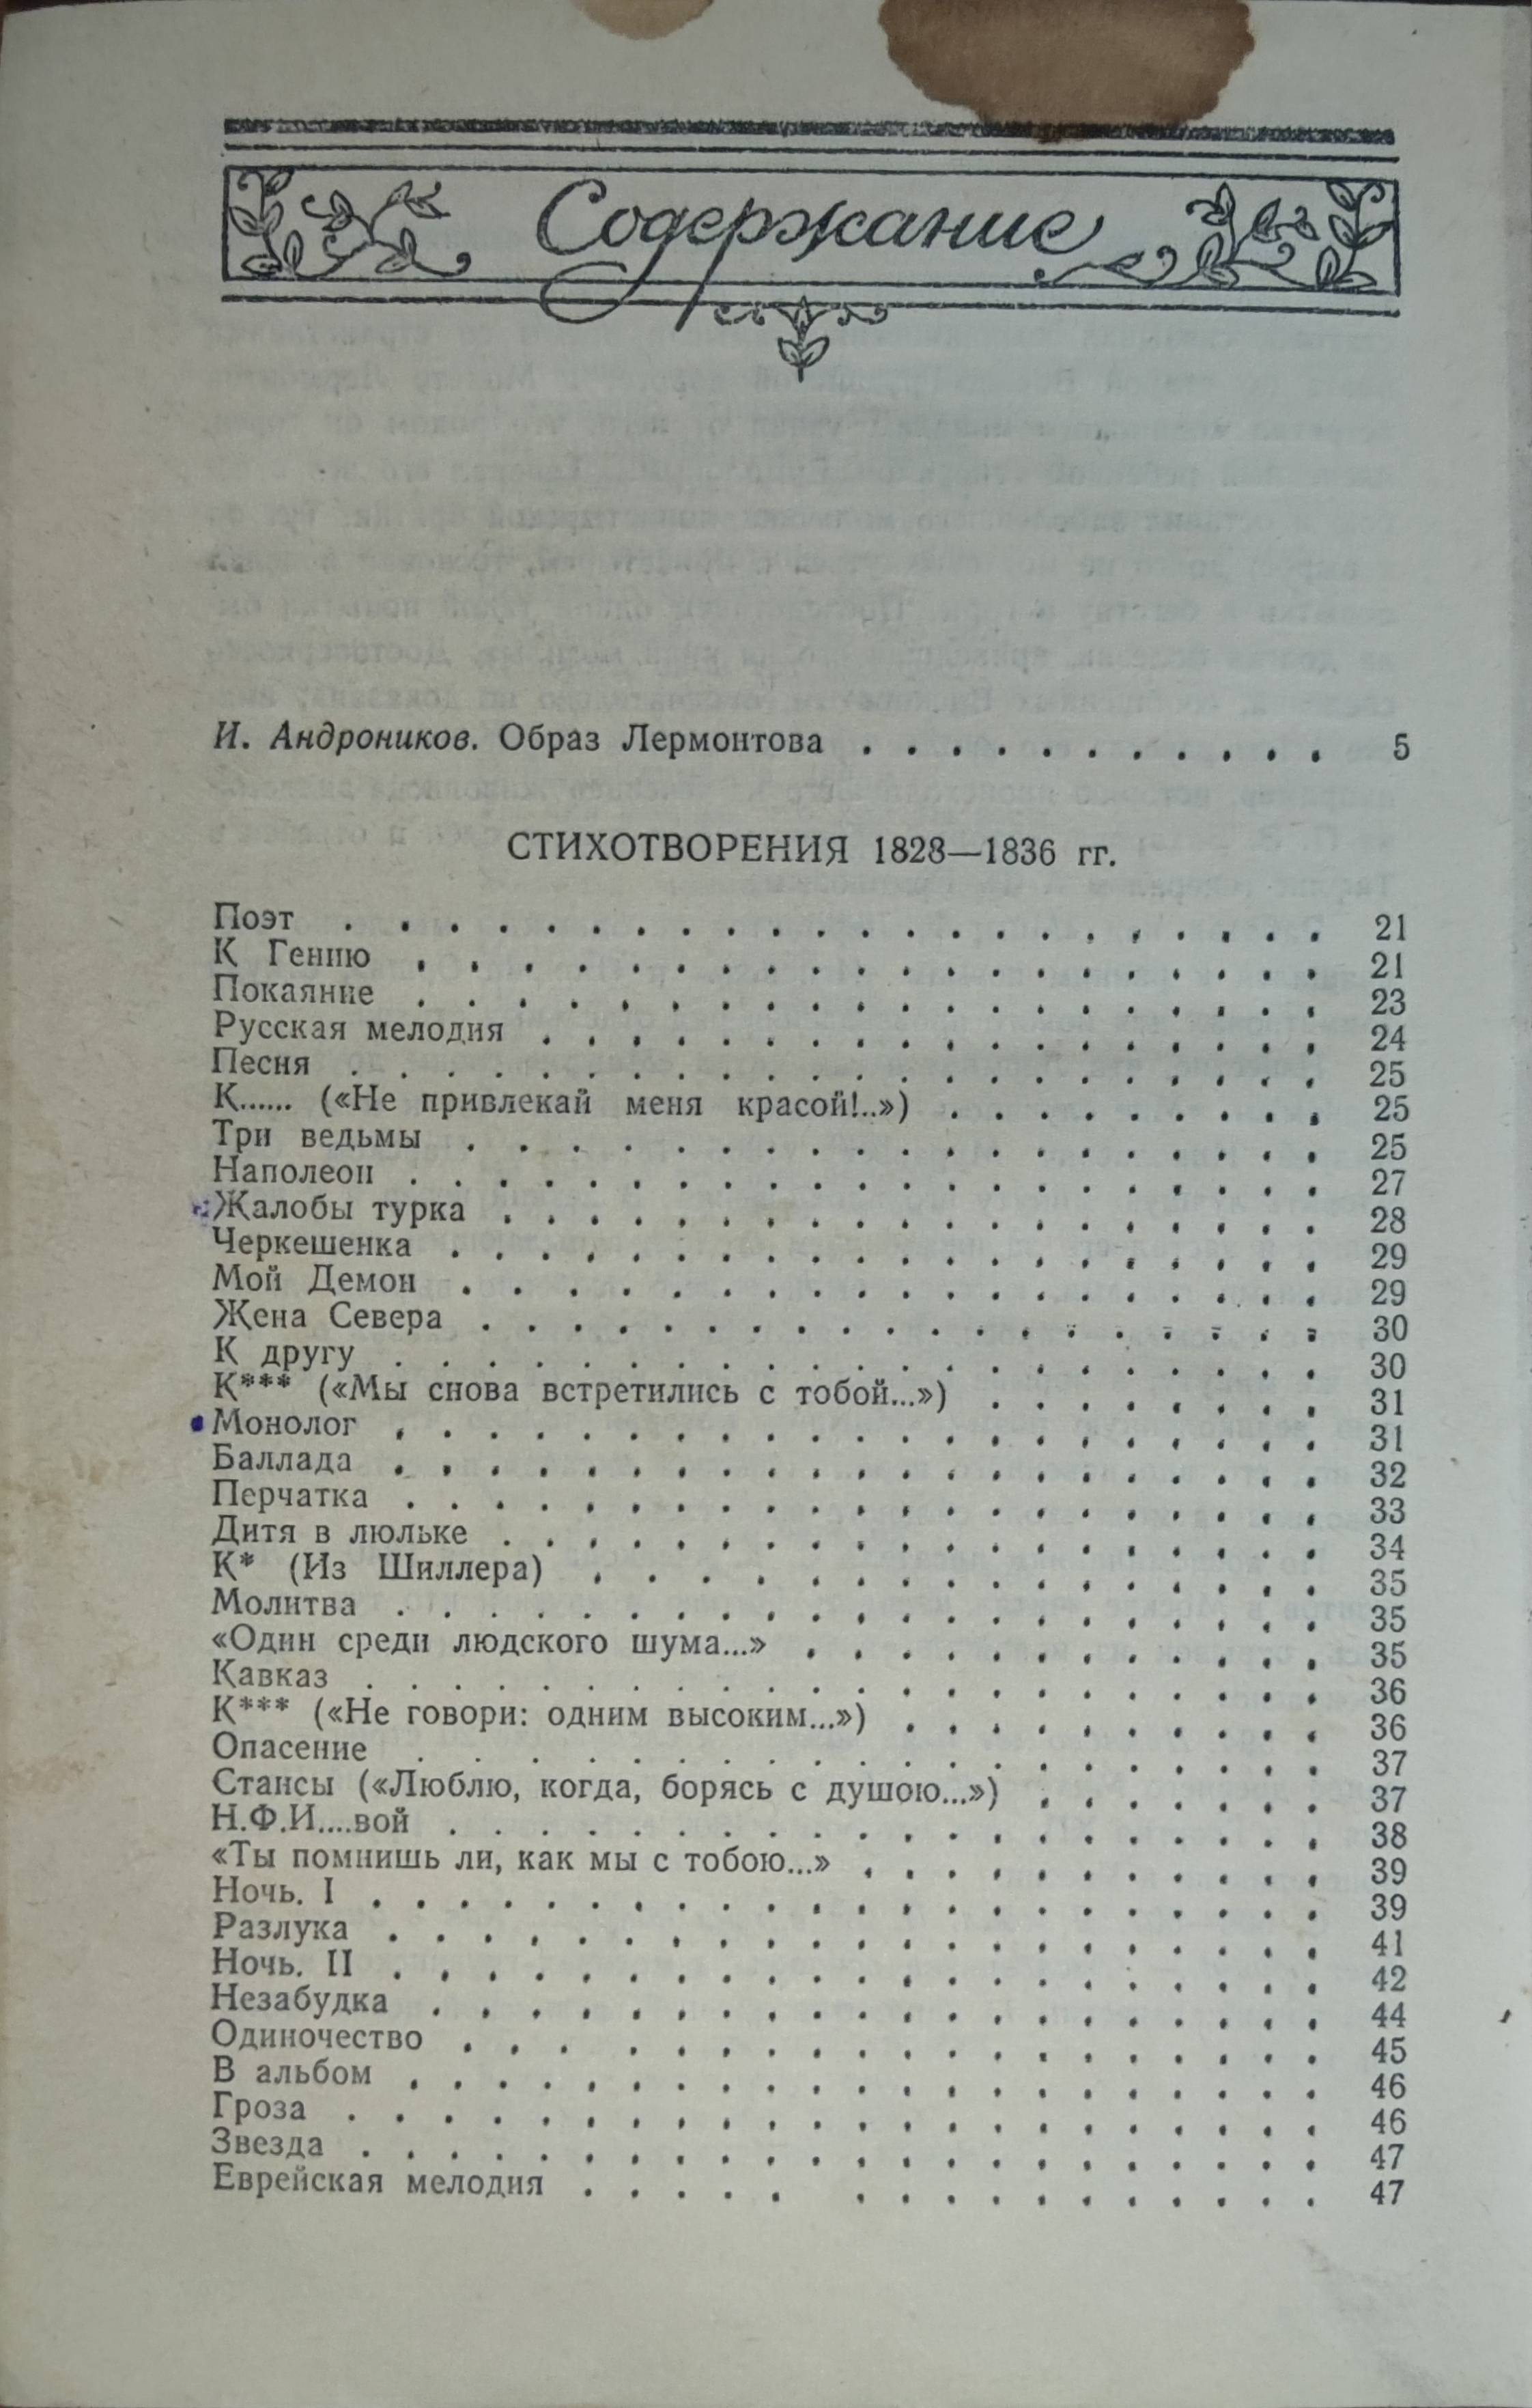 Содержание
И. Андроников. Образ Лермонтова . . . . . . . . . . . 5
СТИХОТВОРЕНИЯ 1828—1836 гг.
Поэт . . . . . . . . . . . 21
К Гению . . . . . . . . . . . 21
Покаяние . . . . . . . . . . . 23
Русская мелодия . . . . . . . . . . . 24
Песня . . . . . . . . . . . 25
К...... («Не привлекай меня красой!..») . . . . . . . . . 25
Три ведьмы . . . . . . . . . . . 25
Наполеон . . . . . . . . . . . 27
Жалобы турка . . . . . . . . . . . 28
Черкешенка . . . . . . . . . . . 29
Мой Демон . . . . . . . . . . . 29
Жена Севера . . . . . . . . . . . 30
К другу . . . . . . . . . . . 30
К*** («Мы снова встретились с тобой...») . . . . . . . . 31
Монолог . . . . . . . . . . . 31
Баллада . . . . . . . . . . . 32
Перчатка . . . . . . . . . . . 33
Дитя в люльке . . . . . . . . . . . 34
К* (Из Шиллера) . . . . . . . . . . . 35
Молитва . . . . . . . . . . . 35
«Один среди людского шума...» . . . . . . . . . . . 35
Кавказ . . . . . . . . . . . 36
К*** («Не говори: одним высоким...») . . . . . . . . . . 36
Опасение . . . . . . . . . . . 37
Стансы («Люблю, когда, борясь с душою...») . . . . . . . 37
Н.Ф.И....вой . . . . . . . . . . . 38
«Ты помнишь ли, как мы с тобою...» . . . . . . . . . . . 39
Ночь. I . . . . . . . . . . . 39
Разлука . . . . . . . . . . . 41
Ночь. II . . . . . . . . . . . 42
Незабудка . . . . . . . . . . . 44
Одиночество . . . . . . . . . . . 45
В альбом . . . . . . . . . . . 46
Гроза . . . . . . . . . . . 46
Звезда . . . . . . . . . . . 47
Еврейская мелодия . . . . . . . . . . . 47